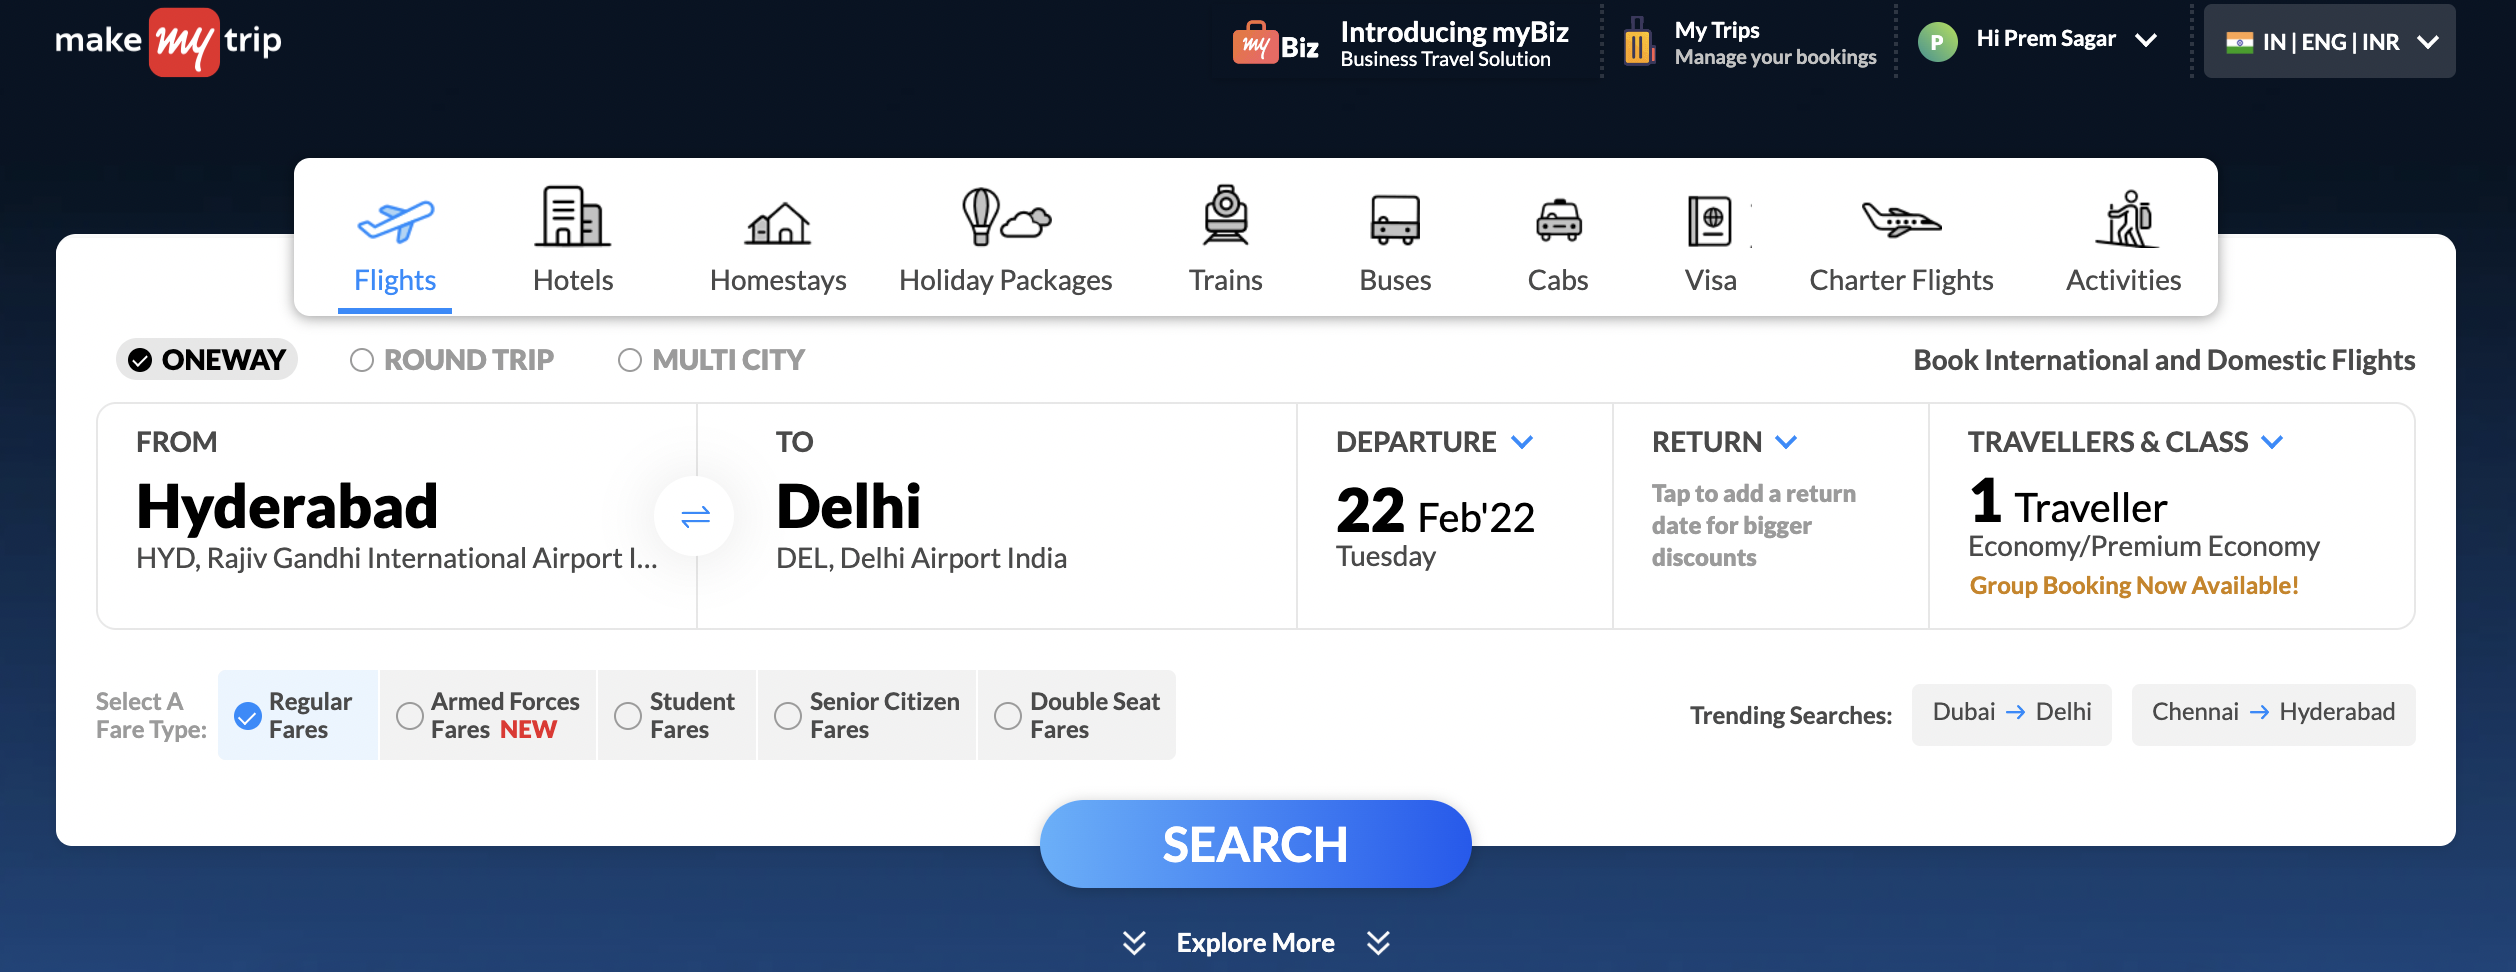 make my trip
my Biz
Introducing myBiz
Business Travel Solution
My Trips
Manage your bookings
P
Hi Prem Sagar
IN | ENG | INR
Flights
Hotels
Homestays
Holiday Packages
Trains
Buses
Cabs
Visa
Charter Flights
Activities
ONEWAY
ROUND TRIP
MULTI CITY
Book International and Domestic Flights
FROM
Hyderabad
HYD, Rajiv Gandhi International Airport I...
TO
Delhi
DEL, Delhi Airport India
DEPARTURE
22 Feb'22
Tuesday
RETURN
Tap to add a return
date for bigger
discounts
TRAVELLERS & CLASS
1 Traveller
Economy/Premium Economy
Group Booking Now Available!
Select A
Fare Type:
Regular
Fares
Armed Forces
Fares NEW
Student
Fares
Senior Citizen
Fares
Double Seat
Fares
Trending Searches:
Dubai → Delhi
Chennai → Hyderabad
SEARCH
Explore More